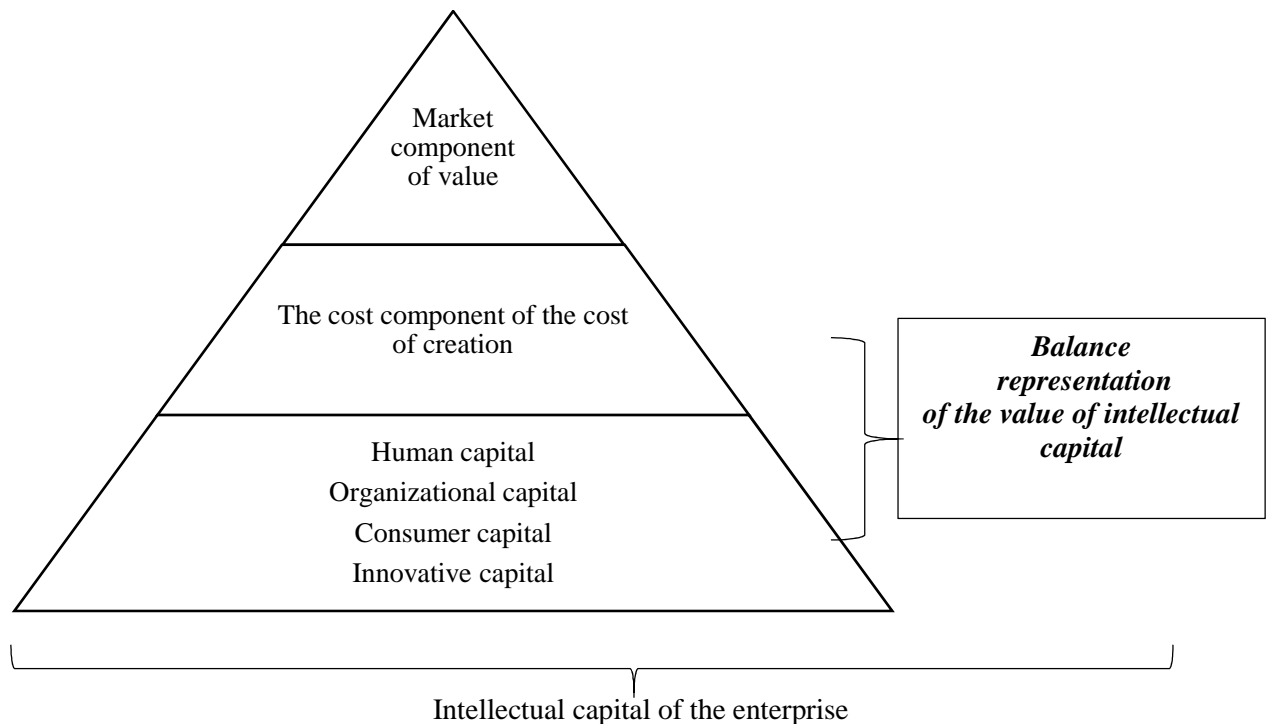 Market
component
of value
The cost component of the cost
of creation
Human capital
Organizational capital
Consumer capital
Innovative capital
Balance
representation
of the value of intellectual
capital
Intellectual capital of the enterprise